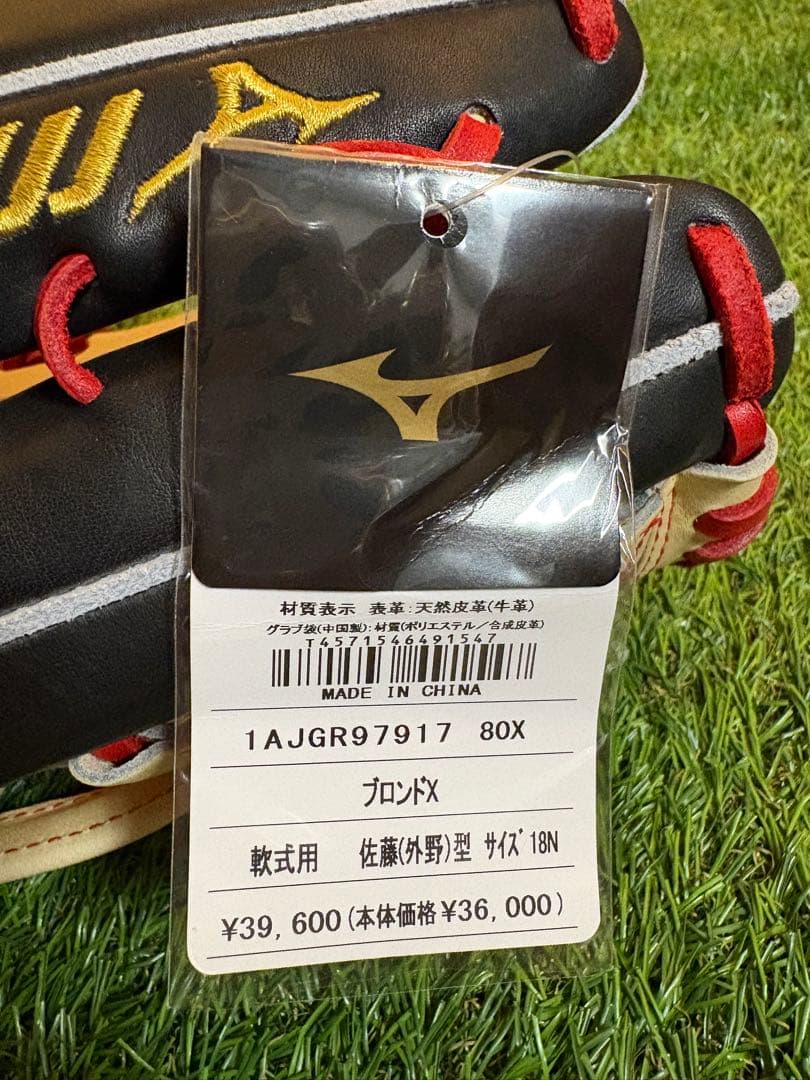 材質表示 表革:天然皮革(牛革)
グラブ袋(中国製):材質(ポリエステル/合成皮革)
T4571546491547
MADE IN CHINA
1AJGR97917 80X
ブロンドX
軟式用 佐藤(外野)型 サイズ18N
¥39,600(本体価格¥36,000)